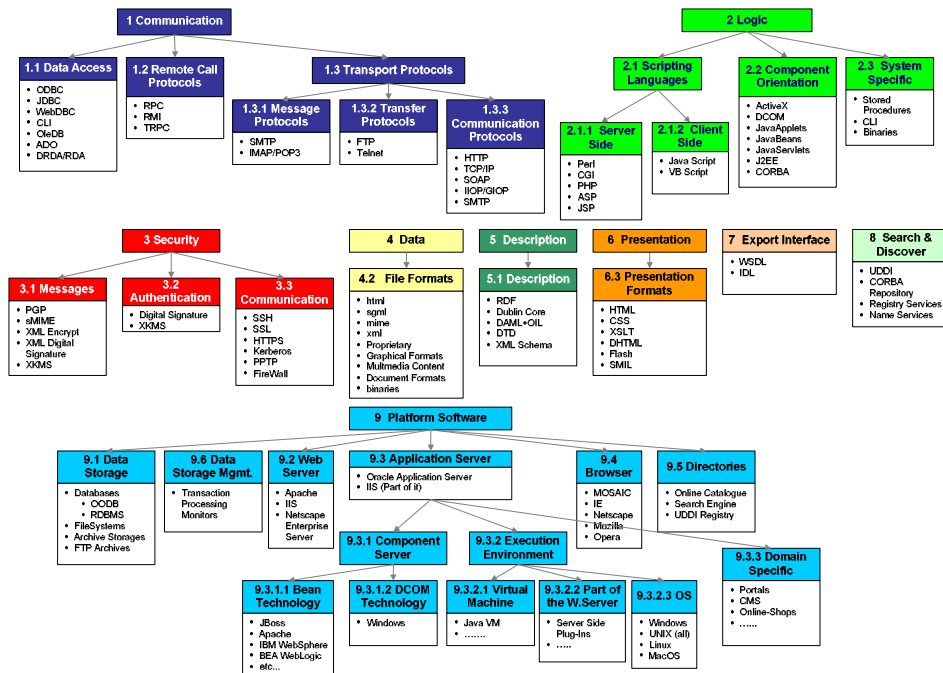 1 Communication
2 Logic
1.1 Data Access
• ODBC
• JDBC
• WebDBC
• CLI
• OleDB
• ADO
• DRDA/RDA
1.2 Remote Call
Protocols
• RPC
• RMI
• TRPC
1.3 Transport Protocols
1.3.1 Message
Protocols
• SMTP
• IMAP/POP3
1.3.2 Transfer
Protocols
• FTP
• Telnet
1.3.3
Communication
Protocols
• HTTP
• TCP/IP
• SOAP
• IIOP/GIOP
• SMTP
2.1 Scripting
Languages
2.1.1 Server
Side
• Perl
• CGI
• PHP
• ASP
• JSP
2.1.2 Client
Side
• Java Script
• VB Script
2.2
Component
Orientation
• ActiveX
• DCOM
• JavaApplets
• JavaBeans
• JavaServlets
• J2EE
• CORBA
2.3 System
Specific
• Stored
Procedures
• CLI
• Binaries
3 Security
3.1 Messages
• PGP
• sMIME
• XML Encrypt
• XML Digital
Signature
• XKMS
3.2
Authentication
• Digital Signature
• XKMS
3.3
Communication
• SSH
• SSL
• HTTPS
• Kerberos
• PPTP
• FireWall
4 Data
4.2 File Formats
• html
• sgml
• mime
• xml
• Proprietary
• Graphical Formats
• Multmedia Content
• Document Formats
• binaries
5 Description
5.1 Description
• RDF
• Dublin Core
• DAML+OIL
• DTD
• XML Schema
6 Presentation
6.3 Presentation
Formats
• HTML
• CSS
• XSLT
• DHTML
• Flash
• SMIL
7 Export Interface
• WSDL
• IDL
8 Search &
Discover
• UDDI
• CORBA
Repository
• Registry Services
• Name Services
9 Platform Software
9.1 Data
Storage
• Databases
• OODB
• RDBMS
• FileSystems
• Archive Storages
• FTP Archives
9.6 Data
Storage Mgmt.
• Transaction
Processing
Monitors
9.2 Web
Server
• Apache
• IIS
• Netscape
Enterprise
Server
9.3 Application Server
• Oracle Application Server
• IIS (Part of it)
9.4
Browser
• MOSAIC
• IE
• Netscape
• Mozilla
• Opera
9.5 Directories
• Online Catalogue
• Search Engine
• UDDI Registry
9.3.1 Component
Server
9.3.2 Execution
Environment
9.3.3 Domain
Specific
• Portals
• CMS
• Online-Shops
• ......
9.3.1.1 Bean
Technology
• JBoss
• Apache
• IBM WebSphere
• BEA WebLogic
• etc...
9.3.1.2 DCOM
Technology
• Windows
9.3.2.1 Virtual
Machine
• Java VM
• .......
9.3.2.2 Part of
the W.Server
• Server Side
Plug-Ins
• .....
9.3.2.3 OS
• Windows
• UNIX (all)
• Linux
• MacOS